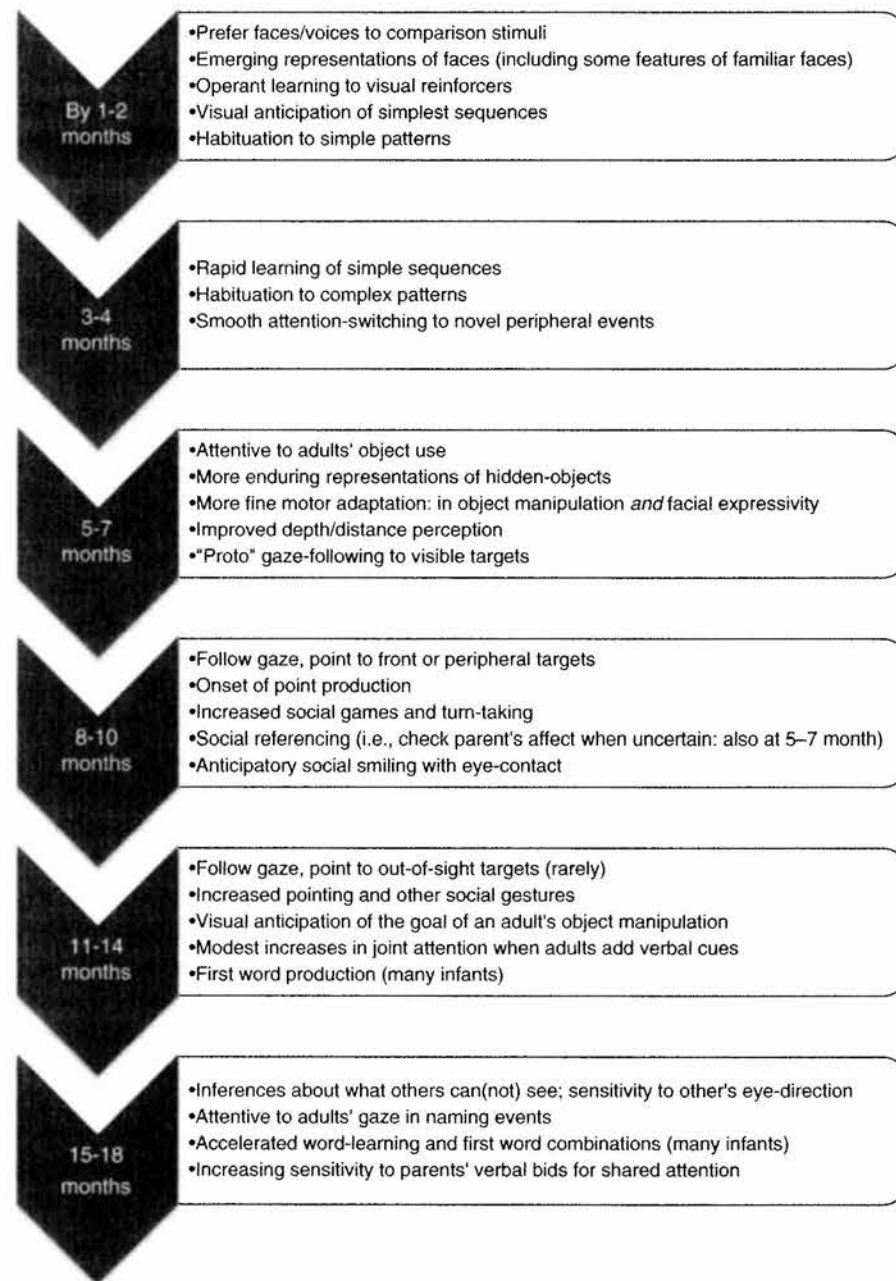 By 1-2
months
•Prefer faces/voices to comparison stimuli
•Emerging representations of faces (including some features of familiar faces)
•Operant learning to visual reinforcers
•Visual anticipation of simplest sequences
•Habituation to simple patterns
3-4
months
•Rapid learning of simple sequences
•Habituation to complex patterns
•Smooth attention-switching to novel peripheral events
5-7
months
•Attentive to adults' object use
•More enduring representations of hidden-objects
•More fine motor adaptation: in object manipulation and facial expressivity
•Improved depth/distance perception
•"Proto" gaze-following to visible targets
8-10
months
•Follow gaze, point to front or peripheral targets
•Onset of point production
•Increased social games and turn-taking
•Social referencing (i.e., check parent's affect when uncertain: also at 5–7 month)
•Anticipatory social smiling with eye-contact
11-14
months
•Follow gaze, point to out-of-sight targets (rarely)
•Increased pointing and other social gestures
•Visual anticipation of the goal of an adult's object manipulation
•Modest increases in joint attention when adults add verbal cues
•First word production (many infants)
15-18
months
•Inferences about what others can(not) see; sensitivity to other's eye-direction
•Attentive to adults' gaze in naming events
•Accelerated word-learning and first word combinations (many infants)
•Increasing sensitivity to parents' verbal bids for shared attention